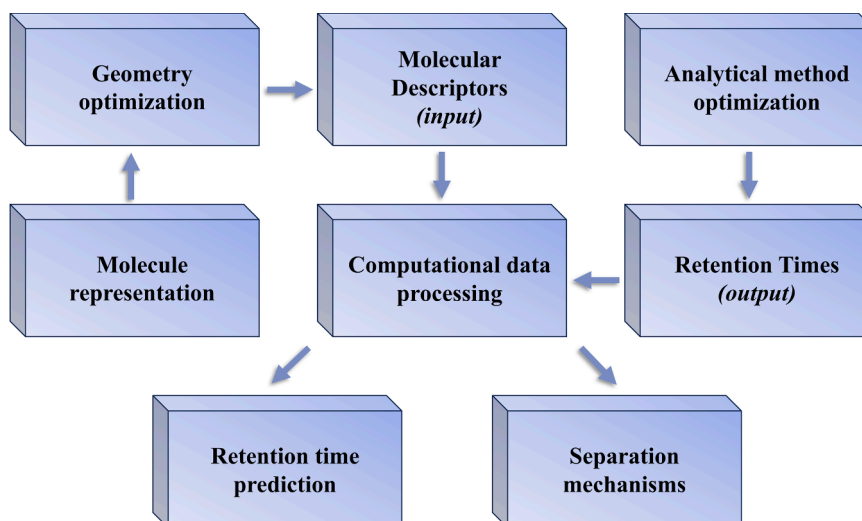 Geometry
optimization
Molecular
Descriptors
(input)
Analytical method
optimization
Molecule
representation
Computational data
processing
Retention Times
(output)
Retention time
prediction
Separation
mechanisms